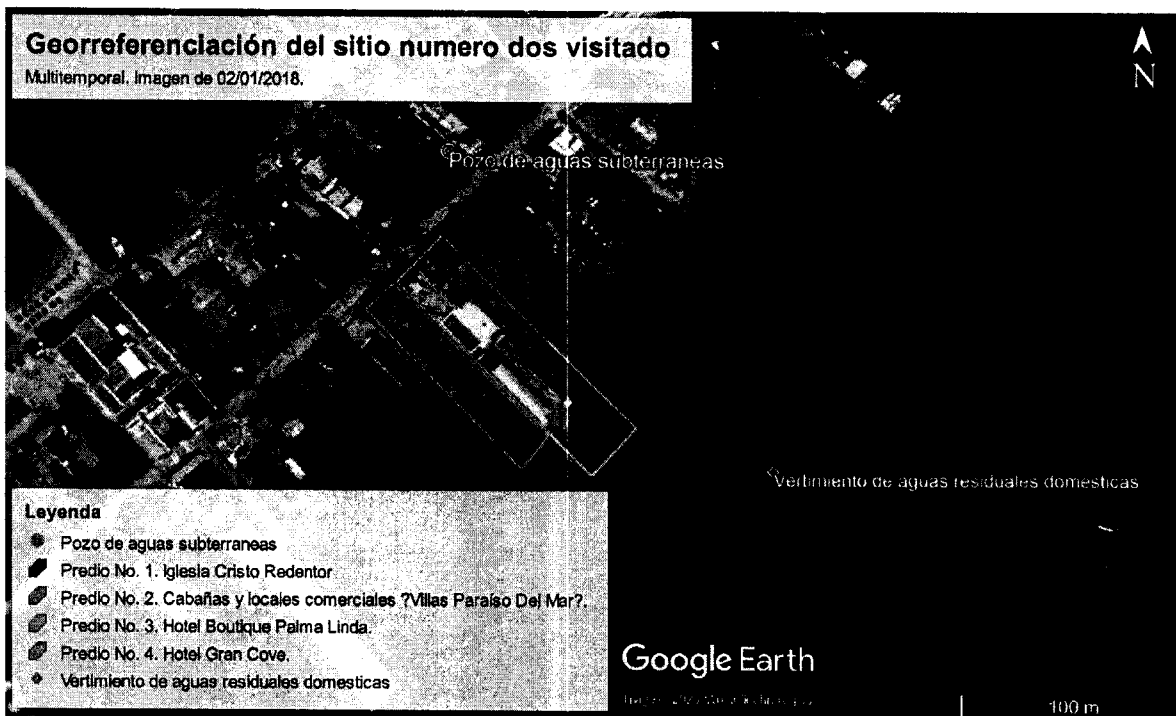 Georreferenciación del sitio numero dos visitado
Multitemporal. Imagen de 02/01/2018.
N
Pozo de aguas subterraneas
Vertimiento de aguas residuales domesticas
Leyenda
Pozo de aguas subterraneas
Predio No. 1. Iglesia Cristo Redentor
Predio No. 2. Cabañas y locales comerciales ?Villas Paraíso Del Mar?.
Predio No. 3. Hotel Boutique Palma Linda.
Predio No. 4. Hotel Gran Cove.
Vertimiento de aguas residuales domesticas
Google Earth
100 m